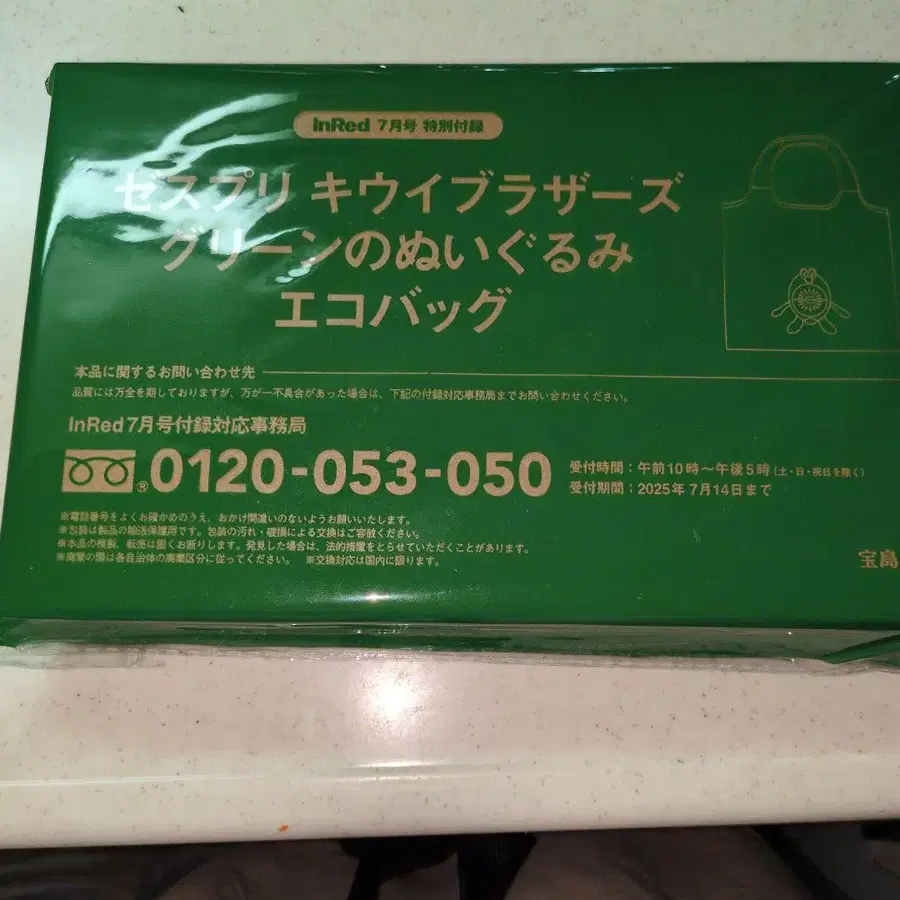 InRed 7月号 特別付録
ゼスプリ キウイブラザーズ
グリーンのぬいぐるみ
エコバッグ
本品に関するお問い合わせ先
品質には万全を期しておりますが、万が一不具合があった場合は、下記の付録対応事務局までお問い合わせください。
InRed 7月号付録対応事務局
®0120-053-050
受付時間：午前10時〜午後5時（土・日・祝日を除く）
受付期間：2025年7月14日まで
※電話番号をよくお確かめのうえ、おかけ間違いのないようお願いいたします。
※包装は製品の輸送保護用です。包装の汚れ・破損による交換はご容赦ください。
※本品の複製、転売は固くお断りします。発見した場合は、法的措置をとらせていただくことがあります。
※廃棄の際は各自治体の廃棄区分に従ってください。 ※交換対応は国内に限ります。
宝島